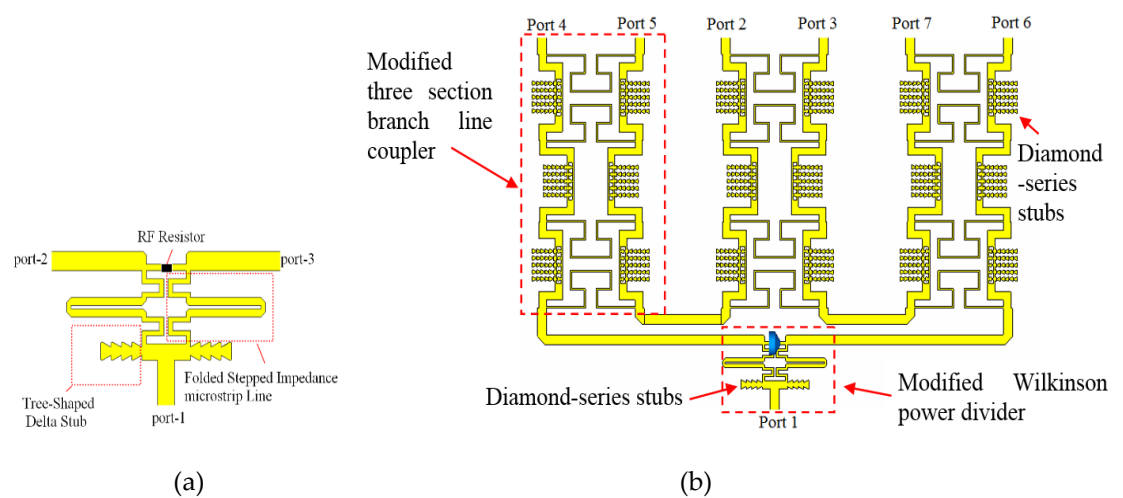 RF Resistor
port-2
port-3
Tree-Shaped
Delta Stub
port-1
Folded Stepped Impedance
microstrip Line
(a)
Port 4
Port 5
Port 2
Port 3
Port 7
Port 6
Modified
three section
branch line
coupler
Diamond
-series
stubs
Diamond-series stubs
Modified Wilkinson
power divider
Port 1
(b)